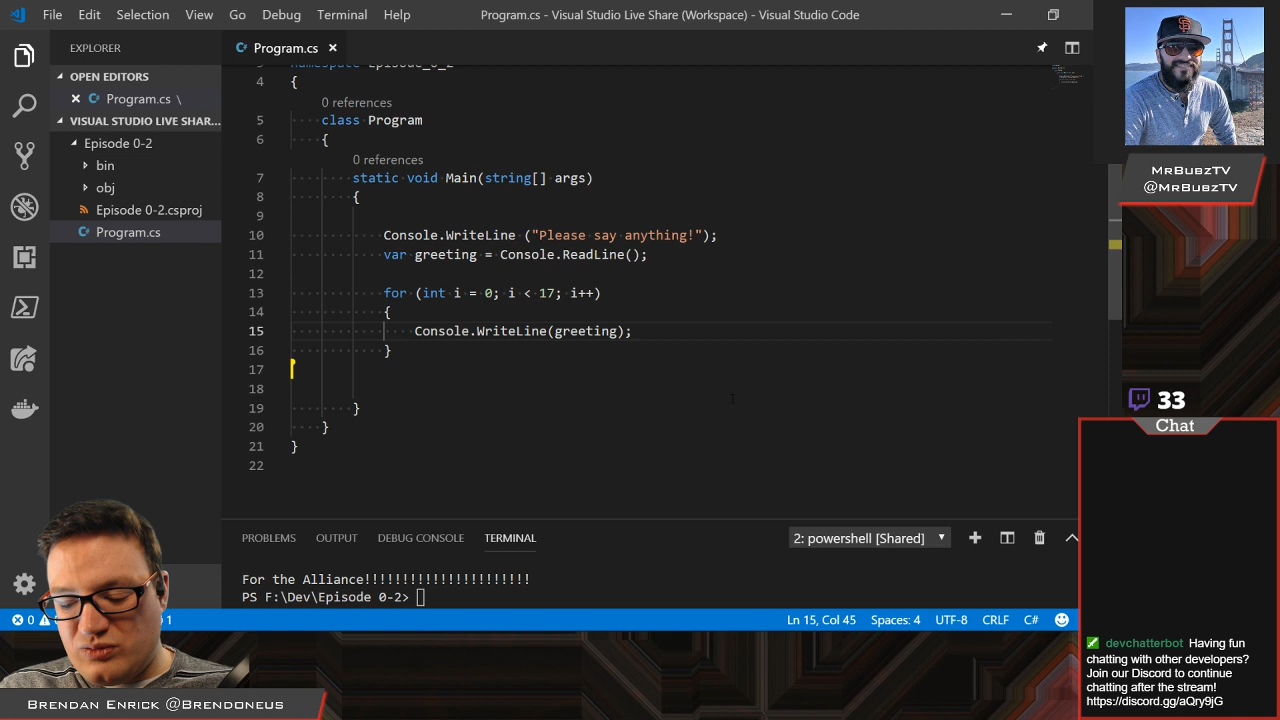 File Edit Selection View Go Debug Terminal Help
Program.cs - Visual Studio Live Share (Workspace) - Visual Studio Code
EXPLORER
OPEN EDITORS
Program.cs \
VISUAL STUDIO LIVE SHAR...
Episode 0-2
bin
obj
Episode 0-2.csproj
Program.cs
Program.cs
namespace Episode_0_2
4 {
0 references
5 class Program
6 {
0 references
7 static void Main(string[] args)
8 {
9
10 Console.WriteLine ("Please say anything!");
11 var greeting = Console.ReadLine();
12
13 for (int i = 0; i < 17; i++)
14 {
15 Console.WriteLine(greeting);
16 }
17
18
19 }
20 }
21 }
22
PROBLEMS OUTPUT DEBUG CONSOLE TERMINAL
2: powershell [Shared]
For the Alliance!!!!!!!!!!!!!!!!!!!!!!
PS F:\Dev\Episode 0-2>
0 1
Ln 15, Col 45 Spaces: 4 UTF-8 CRLF C#
MrBubzTV
@MrBubzTV
33
Chat
devchatterbot Having fun
chatting with other developers?
Join our Discord to continue
chatting after the stream!
https://discord.gg/aQry9jG
Brendan Enrick @Brendoneus